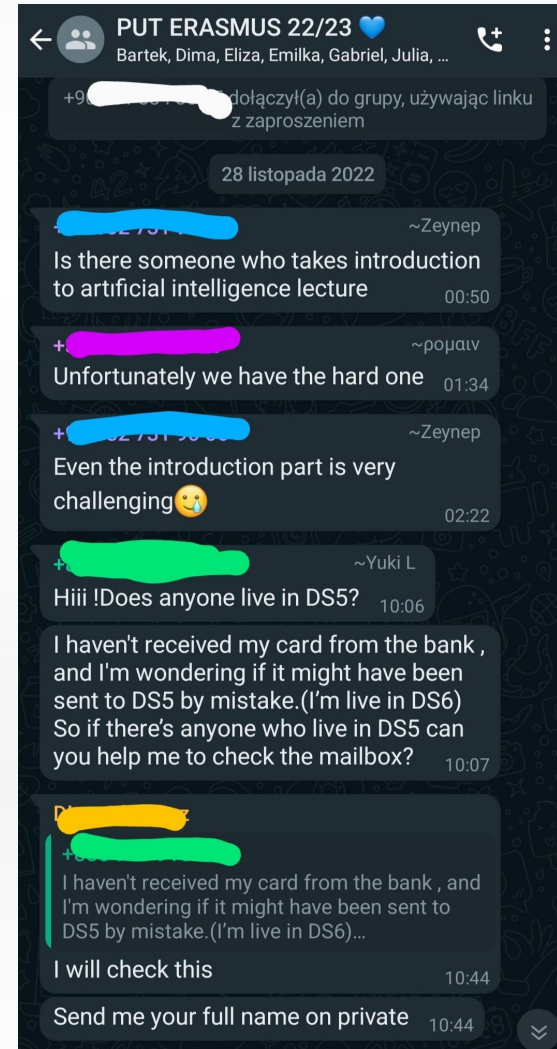 PUT ERASMUS 22/23 💙
Bartek, Dima, Eliza, Emilka, Gabriel, Julia, ...
dołączył(a) do grupy, używając linku
z zaproszeniem
28 listopada 2022
~Zeynep
Is there someone who takes introduction
to artıficial intelligence lecture 00:50
~ρομαιν
Unfortunately we have the hard one 01:34
~Zeynep
Even the introduction part is very
challenging🥲 02:22
~Yuki L
Hiii !Does anyone live in DS5? 10:06
I haven't received my card from the bank ,
and I'm wondering if it might have been
sent to DS5 by mistake.(I’m live in DS6)
So if there’s anyone who live in DS5 can
you help me to check the mailbox? 10:07
I haven't received my card from the bank , and
I'm wondering if it might have been sent to
DS5 by mistake.(I’m live in DS6)...
I will check this 10:44
Send me your full name on private 10:44